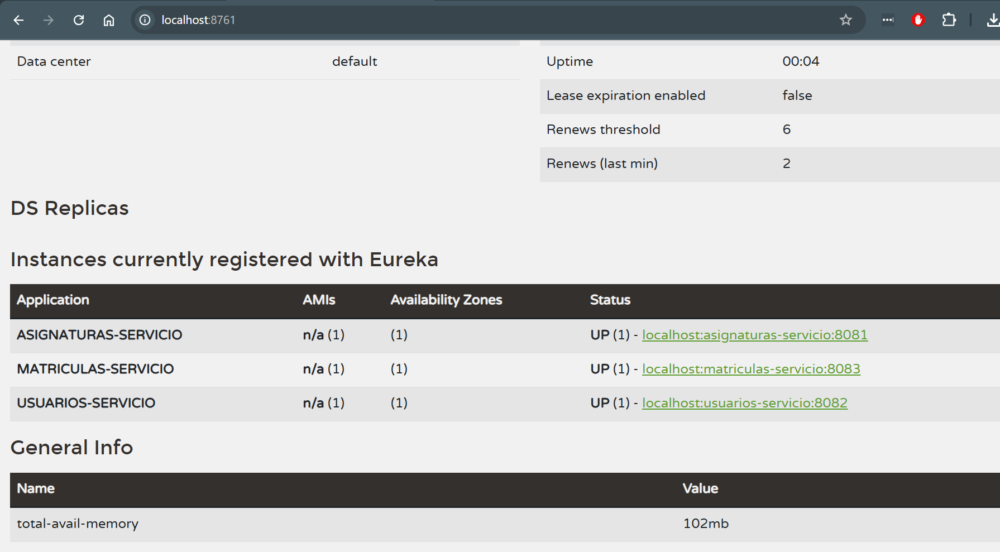 localhost:8761
Data center default
Uptime 00:04
Lease expiration enabled false
Renews threshold 6
Renews (last min) 2
DS Replicas
Instances currently registered with Eureka
Application AMIs Availability Zones Status
ASIGNATURAS-SERVICIO n/a (1) (1) UP (1) - localhost:asignaturas-servicio:8081
MATRICULAS-SERVICIO n/a (1) (1) UP (1) - localhost:matriculas-servicio:8083
USUARIOS-SERVICIO n/a (1) (1) UP (1) - localhost:usuarios-servicio:8082
General Info
Name Value
total-avail-memory 102mb